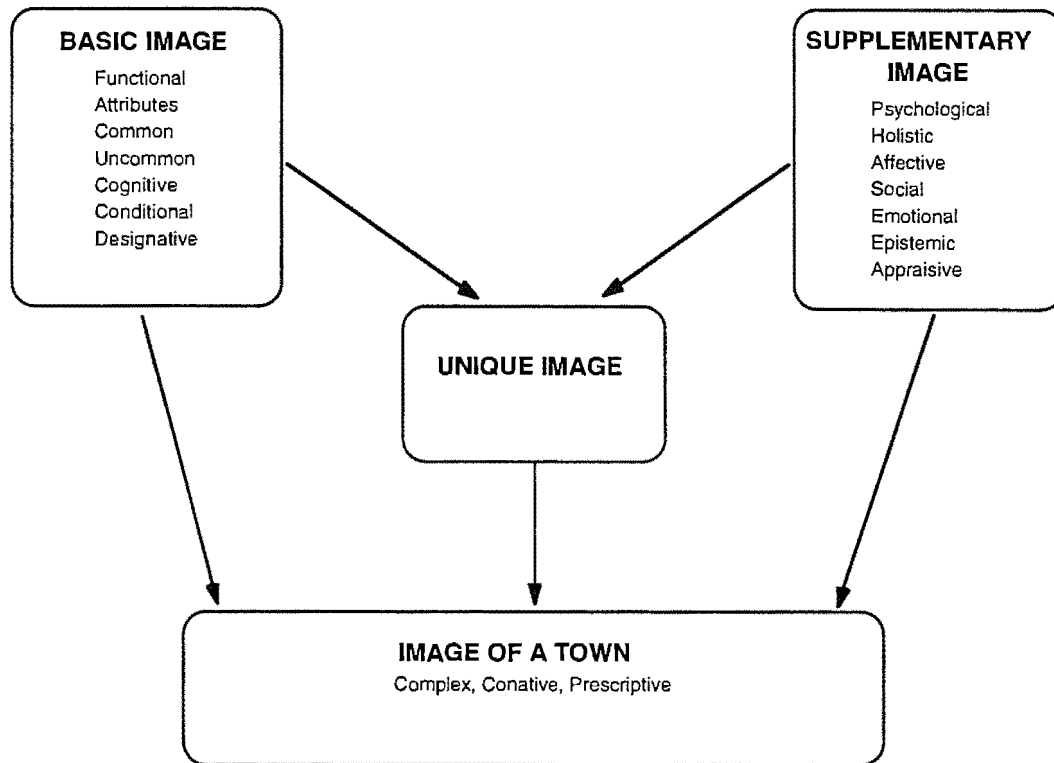 BASIC IMAGE
Functional
Attributes
Common
Uncommon
Cognitive
Conditional
Designative
SUPPLEMENTARY
IMAGE
Psychological
Holistic
Affective
Social
Emotional
Epistemic
Appraisive
UNIQUE IMAGE
IMAGE OF A TOWN
Complex, Conative, Prescriptive